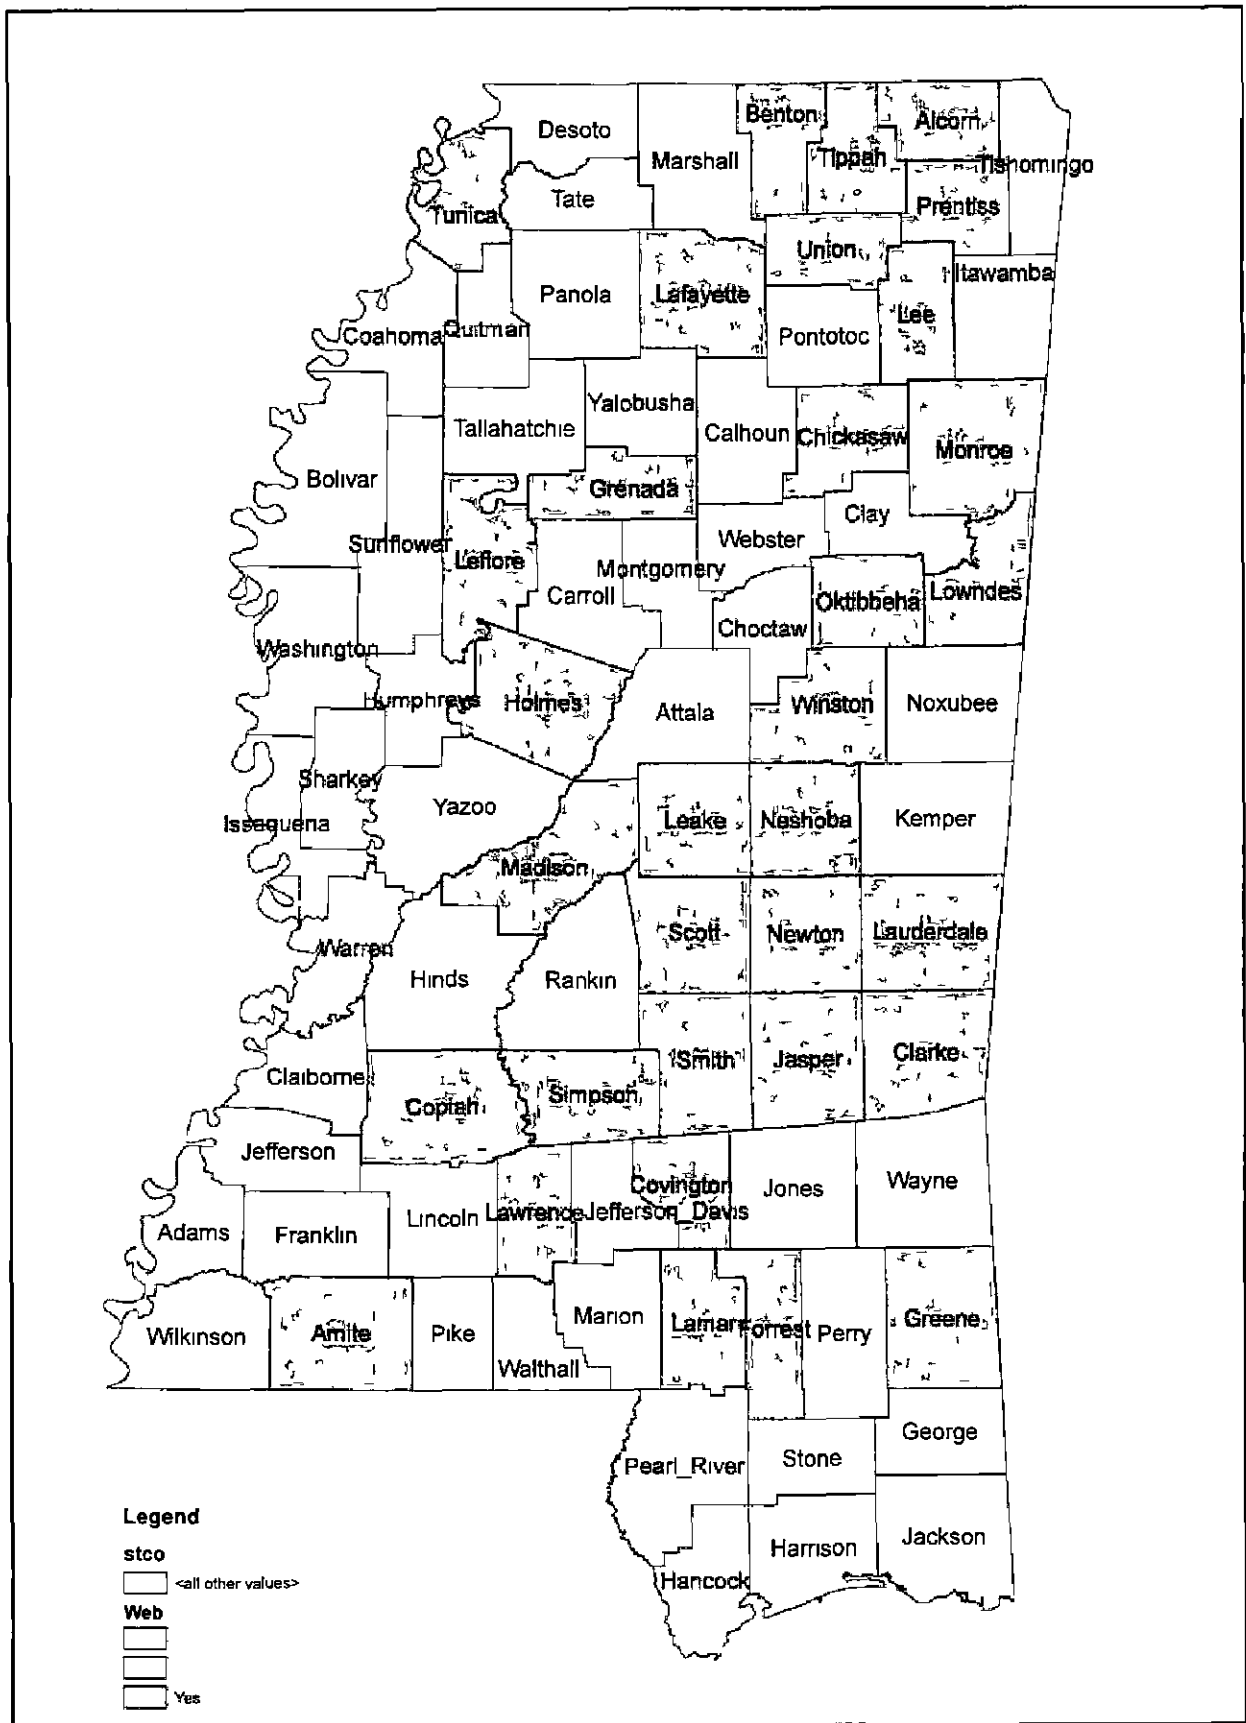 Desoto
Marshall
Benton
Tippah
Alcorn
Tishomingo
Prentiss
Tunica
Tate
Union
Itawamba
Panola
Lafayette
Lee
Coahoma
Quitman
Pontotoc
Yalobusha
Tallahatchie
Calhoun
Chickasaw
Monroe
Bolivar
Grenada
Clay
Sunflower
Leflore
Webster
Montgomery
Carroll
Oktibbeha
Lowndes
Choctaw
Washington
Humphreys
Holmes
Attala
Winston
Noxubee
Sharkey
Yazoo
Issaquena
Leake
Neshoba
Kemper
Madison
Warren
Scott
Newton
Lauderdale
Hinds
Rankin
Smith
Jasper
Clarke
Claiborne
Copiah
Simpson
Jefferson
Covington
Jones
Wayne
Adams
Franklin
Lincoln
Lawrence
Jefferson_Davis
Wilkinson
Amite
Pike
Walthall
Marion
Lamar
Forrest
Perry
Greene
George
Pearl_River
Stone
Hancock
Harrison
Jackson
Legend
stco
<all other values>
Web
Yes